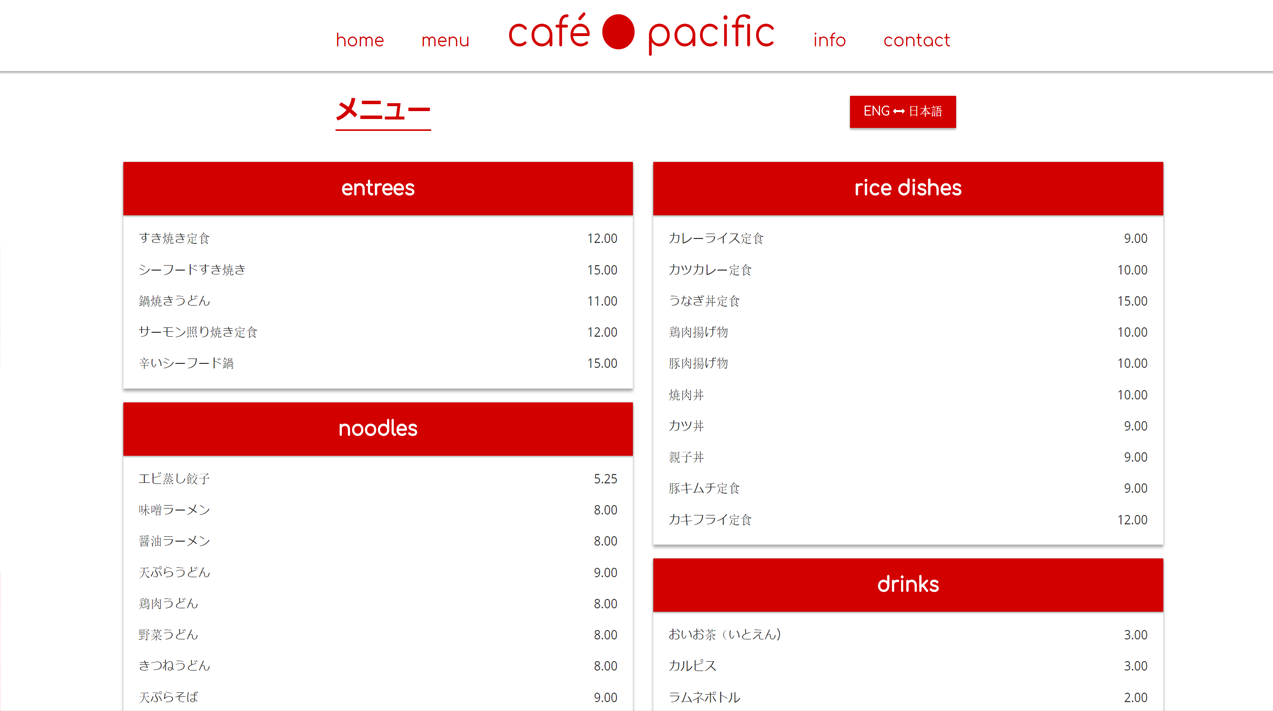 home
menu
café pacific
info
contact
メニュー
ENG ↔ 日本語
entrees
すき焼き定食 12.00
シーフードすき焼き 15.00
鍋焼きうどん 11.00
サーモン照り焼き定食 12.00
辛いシーフード鍋 15.00
noodles
エビ蒸し餃子 5.25
味噌ラーメン 8.00
醤油ラーメン 8.00
天ぷらうどん 9.00
鶏肉うどん 8.00
野菜うどん 8.00
きつねうどん 8.00
天ぷらそば 9.00
rice dishes
カレーライス定食 9.00
カツカレー定食 10.00
うなぎ丼定食 15.00
鶏肉揚げ物 10.00
豚肉揚げ物 10.00
焼肉丼 10.00
カツ丼 9.00
親子丼 9.00
豚キムチ定食 9.00
カキフライ定食 12.00
drinks
おいお茶（いとえん) 3.00
カルピス 3.00
ラムネボトル 2.00